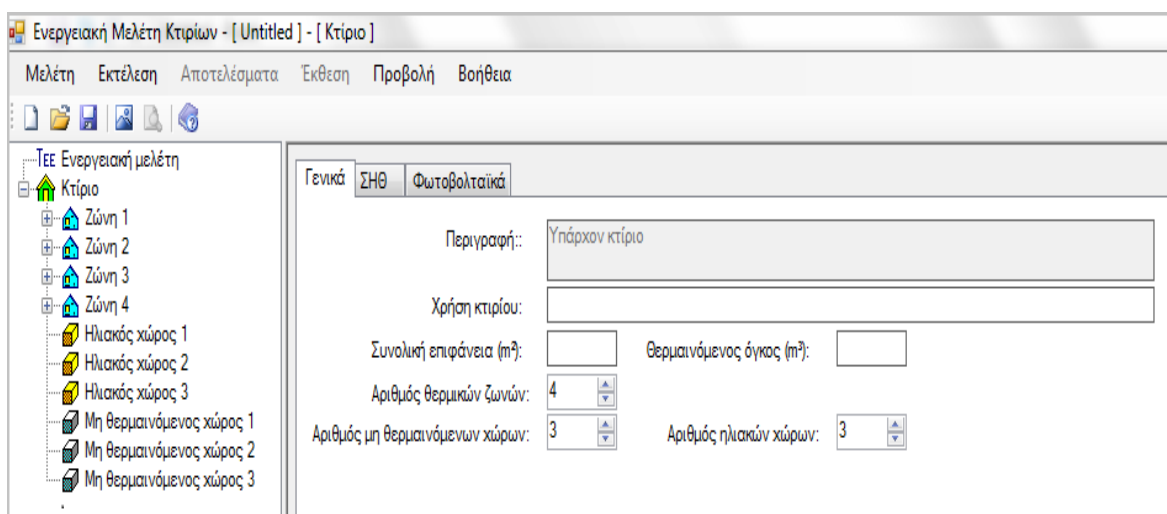 Ενεργειακή Μελέτη Κτιρίων - [ Untitled ] - [ Κτίριο ]
Μελέτη Εκτέλεση Αποτελέσματα Έκθεση Προβολή Βοήθεια
ΤΕΕ Ενεργειακή μελέτη
Κτίριο
Ζώνη 1
Ζώνη 2
Ζώνη 3
Ζώνη 4
Ηλιακός χώρος 1
Ηλιακός χώρος 2
Ηλιακός χώρος 3
Μη θερμαινόμενος χώρος 1
Μη θερμαινόμενος χώρος 2
Μη θερμαινόμενος χώρος 3
Γενικά ΣΗΘ Φωτοβολταϊκά
Περιγραφή:: Υπάρχον κτίριο
Χρήση κτιρίου:
Συνολική επιφάνεια (m²): Θερμαινόμενος όγκος (m³):
Αριθμός θερμικών ζωνών: 4
Αριθμός μη θερμαινόμενων χώρων: 3 Αριθμός ηλιακών χώρων: 3